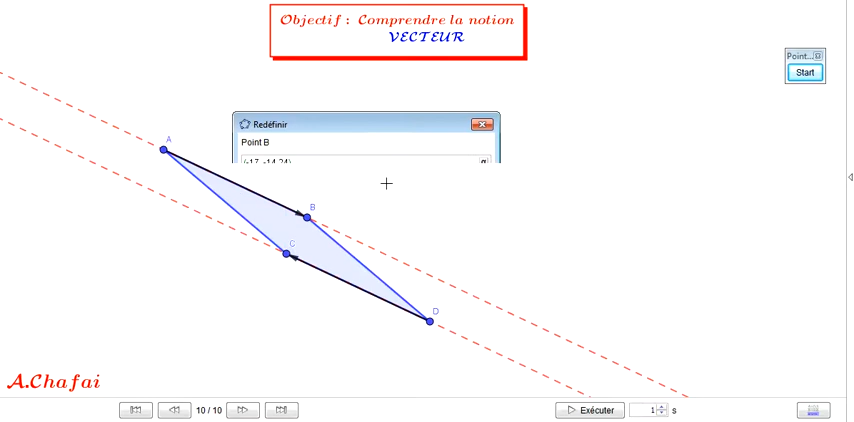 Objectif : Comprendre la notion
VECTEUR
Point...
Start
Redéfinir
Point B
A
B
C
D
A.Chafai
10 / 10
Exécuter
1
s